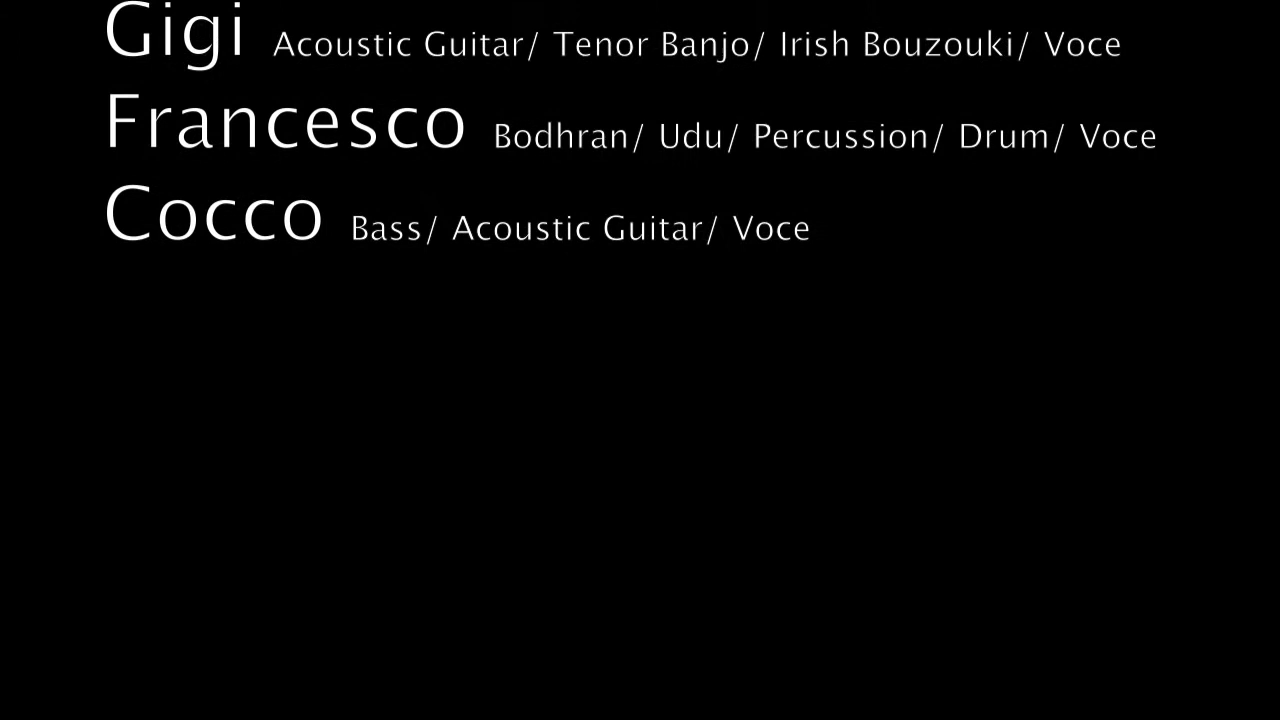 Gigi Acoustic Guitar/ Tenor Banjo/ Irish Bouzouki/ Voce
Francesco Bodhran/ Udu/ Percussion/ Drum/ Voce
Cocco Bass/ Acoustic Guitar/ Voce